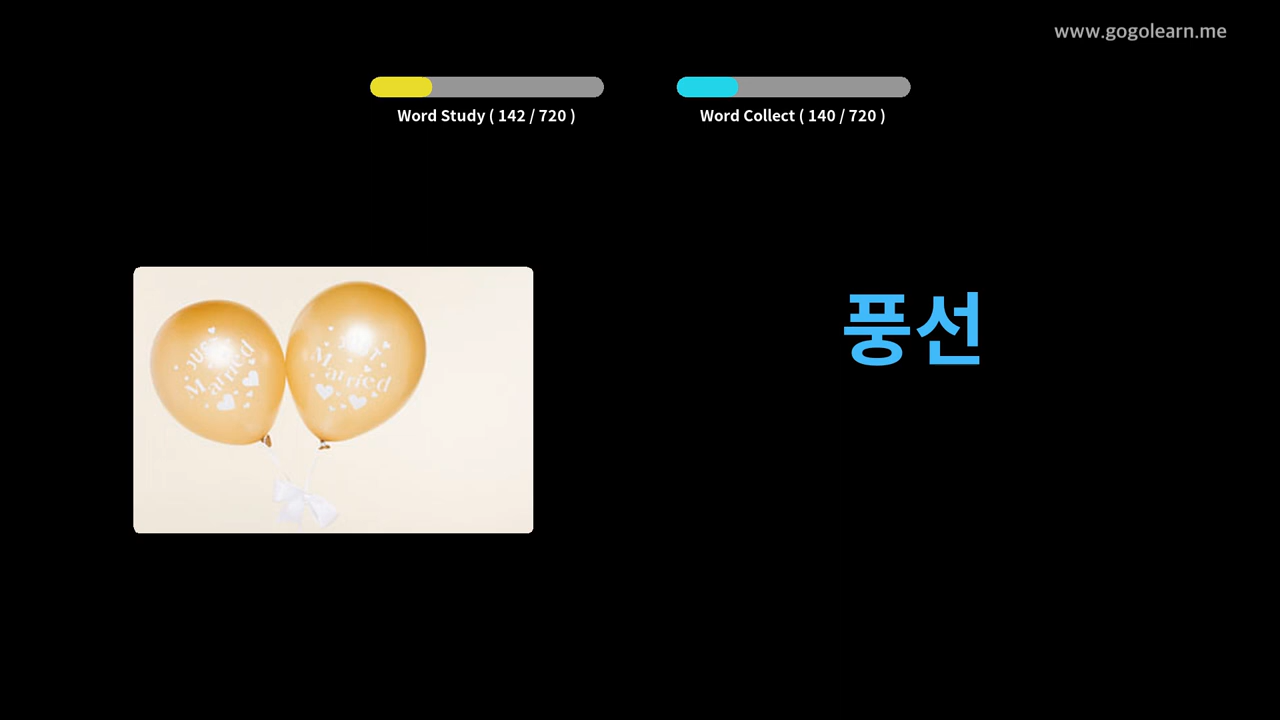 www.gogolearn.me
Word Study ( 142 / 720 )
Word Collect ( 140 / 720 )
풍선
JUST
Married
JUST
Married